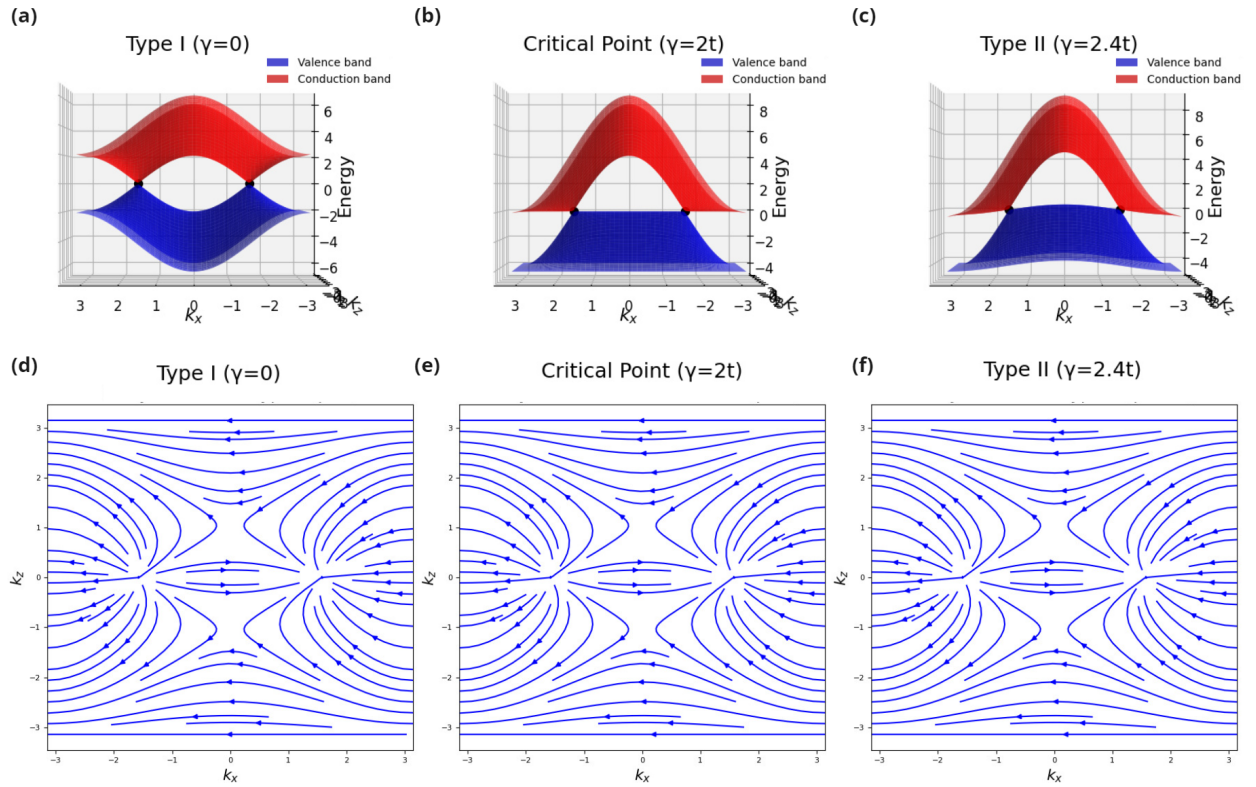 (a)
Type I (γ=0)
Valence band
Conduction band
6
4
2
0
−2
−4
−6
Energy
3
2
1
0
−1
−2
−3
kx
kz
(b)
Critical Point (γ=2t)
Valence band
Conduction band
8
6
4
2
0
−2
−4
Energy
3
2
1
0
−1
−2
−3
kx
kz
(c)
Type II (γ=2.4t)
Valence band
Conduction band
8
6
4
2
0
−2
−4
Energy
3
2
1
0
−1
−2
−3
kx
kz
(d)
Type I (γ=0)
3
2
1
0
−1
−2
−3
kz
−3
−2
−1
0
1
2
3
kx
(e)
Critical Point (γ=2t)
3
2
1
0
−1
−2
−3
kz
−3
−2
−1
0
1
2
3
kx
(f)
Type II (γ=2.4t)
3
2
1
0
−1
−2
−3
kz
−3
−2
−1
0
1
2
3
kx